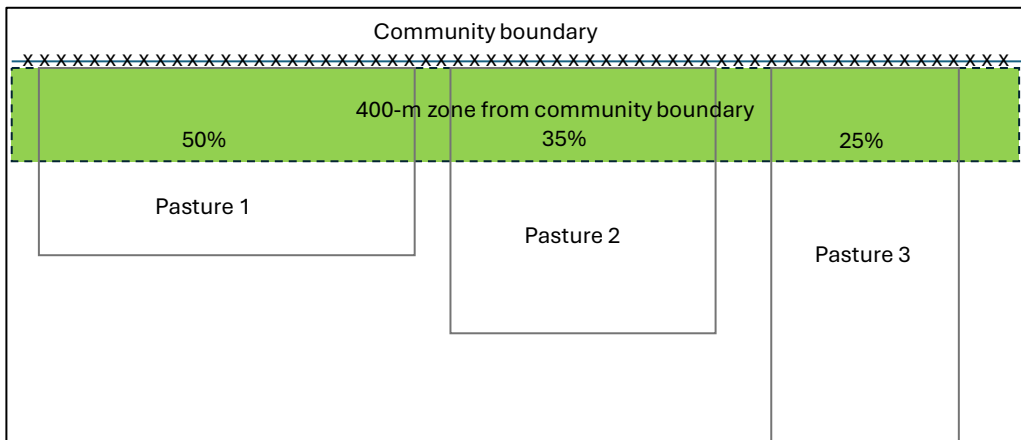 Community boundary
X X X X X X X X X X X X X X X X X X X X X X X X X X X X X X X X X X X X X X X X X X X X X X X X X X X X X X X X X X X X
400-m zone from community boundary
50%
35%
25%
Pasture 1
Pasture 2
Pasture 3